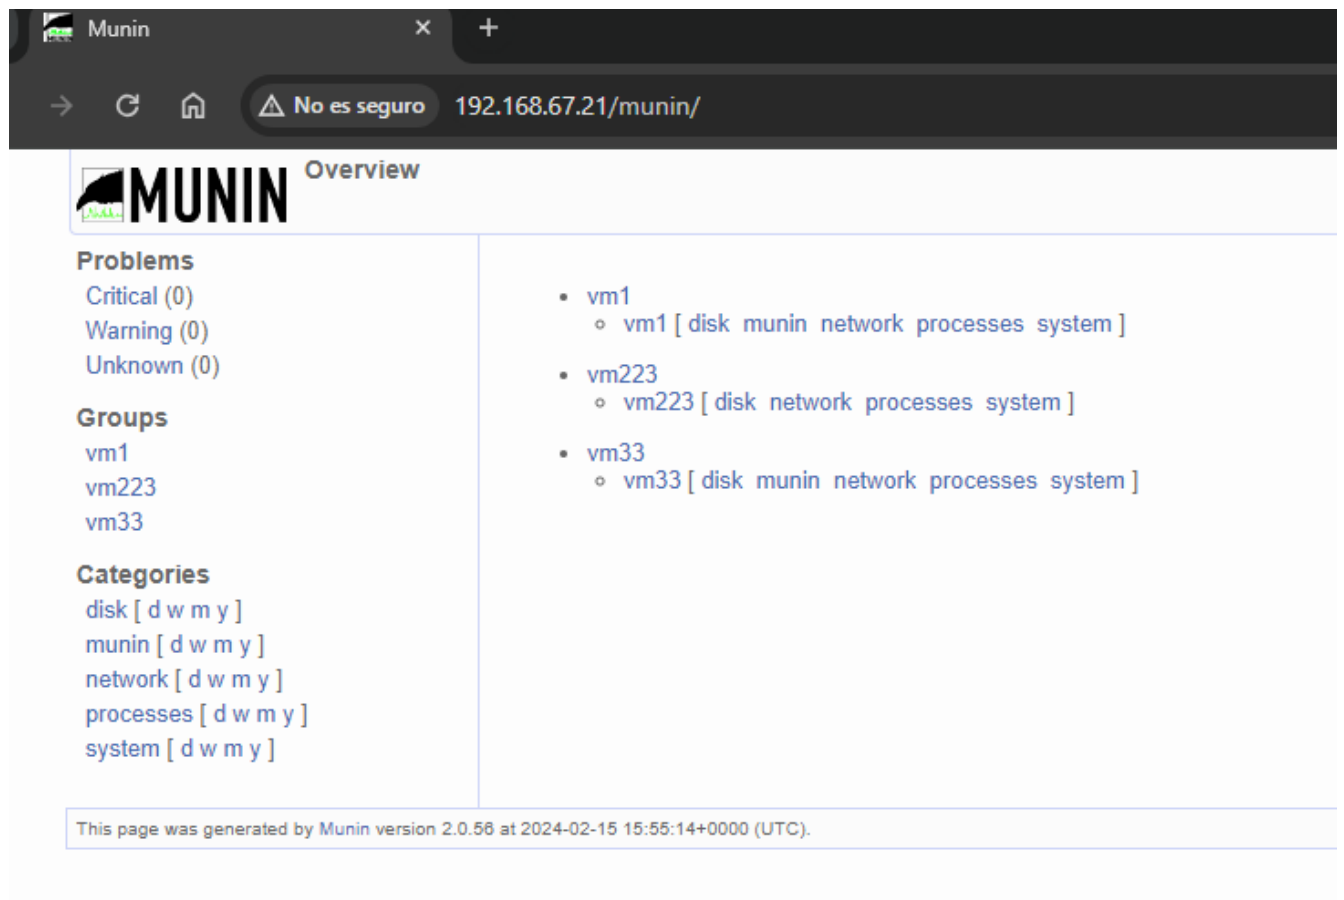 Munin
No es seguro 192.168.67.21/munin/
MUNIN Overview
Problems
Critical (0)
Warning (0)
Unknown (0)
Groups
vm1
vm223
vm33
Categories
disk [ d w m y ]
munin [ d w m y ]
network [ d w m y ]
processes [ d w m y ]
system [ d w m y ]
vm1
vm1 [ disk munin network processes system ]
vm223
vm223 [ disk network processes system ]
vm33
vm33 [ disk munin network processes system ]
This page was generated by Munin version 2.0.56 at 2024-02-15 15:55:14+0000 (UTC).